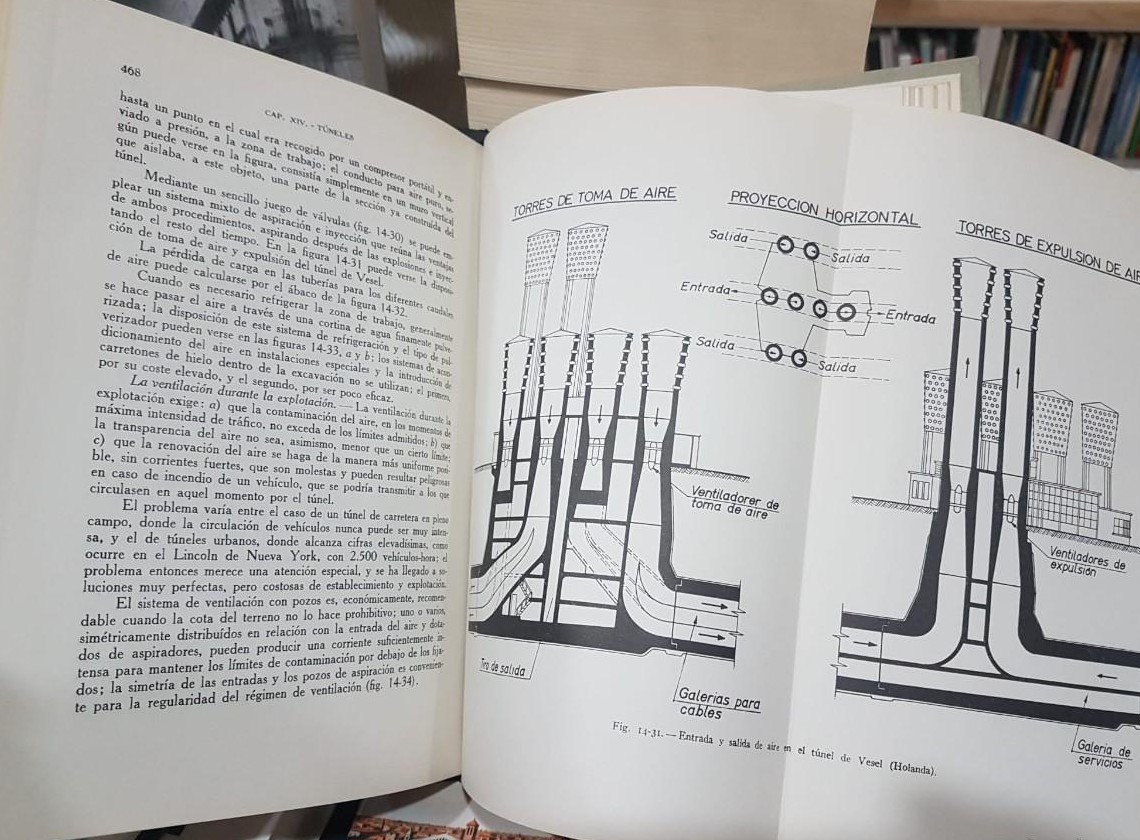 468
CAP. XIV. - TÚNELES
hasta un punto en el cual era recogido por un compresor portátil y en-
viado a presión, a la zona de trabajo; el conducto para aire puro, se-
gún puede verse en la figura, consistía simplemente en un muro vertical
que aislaba, a este objeto, una parte de la sección ya construída del
túnel.
Mediante un sencillo juego de válvulas (fig. 14-30) se puede em-
plear un sistema mixto de aspiración e inyección que reúna las ventajas
de ambos procedimientos, aspirando después de las explosiones e inyec-
tando el resto del tiempo. En la figura 14-31 puede verse la disposi-
ción de toma de aire y expulsión del túnel de Vesel.
La pérdida de carga en las tuberías para los diferentes caudales
de aire puede calcularse por el ábaco de la figura 14-32.
Cuando es necesario refrigerar la zona de trabajo, generalmente
se hace pasar el aire a través de una cortina de agua finamente pulve-
rizada; la disposición de este sistema de refrigeración y el tipo de pul-
verizador pueden verse en las figuras 14-33, a y b; los sistemas de acon-
dicionamiento del aire en instalaciones especiales y la introducción de
carretones de hielo dentro de la excavación no se utilizan; el primero,
por su coste elevado, y el segundo, por ser poco eficaz.
La ventilación durante la explotación. — La ventilación durante la
explotación exige: a) que la contaminación del aire, en los momentos de
máxima intensidad de tráfico, no exceda de los límites admitidos; b) que
la transparencia del aire no sea, asimismo, menor que un cierto límite;
c) que la renovación del aire se haga de la manera más uniforme posi-
ble, sin corrientes fuertes, que son molestas y pueden resultar peligrosas
en caso de incendio de un vehículo, que se podría transmitir a los que
circulasen en aquel momento por el túnel.
El problema varía entre el caso de un túnel de carretera en pleno
campo, donde la circulación de vehículos nunca puede ser muy inten-
sa, y el de túneles urbanos, donde alcanza cifras elevadísimas, como
ocurre en el Lincoln de Nueva York, con 2.500 vehículos-hora; el
problema entonces merece una atención especial, y se ha llegado a so-
luciones muy perfectas, pero costosas de establecimiento y explotación.
El sistema de ventilación con pozos es, económicamente, recomen-
dable cuando la cota del terreno no lo hace prohibitivo; uno o varios,
simétricamente distribuídos en relación con la entrada del aire y dota-
dos de aspiradores, pueden producir una corriente suficientemente in-
tensa para mantener los límites de contaminación por debajo de los fija-
dos; la simetría de las entradas y los pozos de aspiración es convenien-
te para la regularidad del régimen de ventilación (fig. 14-34).
TORRES DE TOMA DE AIRE
PROYECCION HORIZONTAL
TORRES DE EXPULSION DE AIR
Salida
Salida
Entrada
Entrada
Salida
Salida
Ventilador de
toma de aire
Ventiladores de
expulsión
Tiro de salida
Galerias para
cables
Galeria de
servicios
Fig. 14-31. — Entrada y salida de aire en el túnel de Vesel (Holanda).